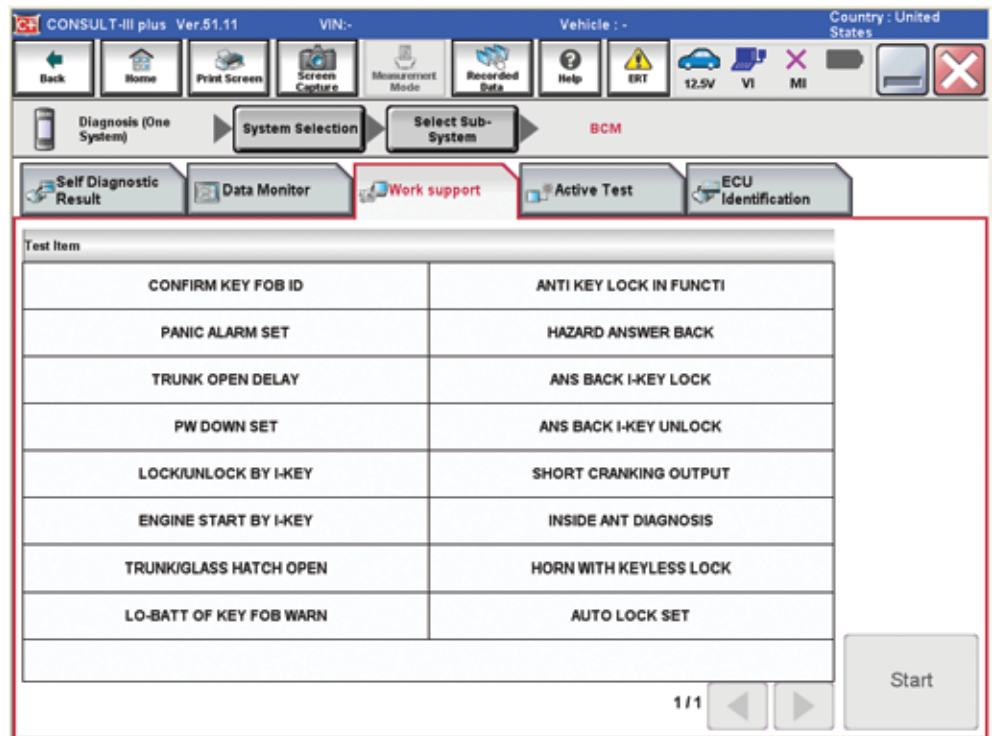 C+ CONSULT-III plus Ver.51.11 VIN:- Vehicle : - Country : United
States
Back Home Print Screen Screen
Capture Measurement
Mode Recorded
Data Help ERT 12.5V VI MI
Diagnosis (One
System) System Selection Select Sub-
System BCM
Self Diagnostic
Result Data Monitor Work support Active Test ECU
Identification
Test Item
CONFIRM KEY FOB ID ANTI KEY LOCK IN FUNCTI
PANIC ALARM SET HAZARD ANSWER BACK
TRUNK OPEN DELAY ANS BACK I-KEY LOCK
PW DOWN SET ANS BACK I-KEY UNLOCK
LOCK/UNLOCK BY I-KEY SHORT CRANKING OUTPUT
ENGINE START BY I-KEY INSIDE ANT DIAGNOSIS
TRUNK/GLASS HATCH OPEN HORN WITH KEYLESS LOCK
LO-BATT OF KEY FOB WARN AUTO LOCK SET
1/1
Start